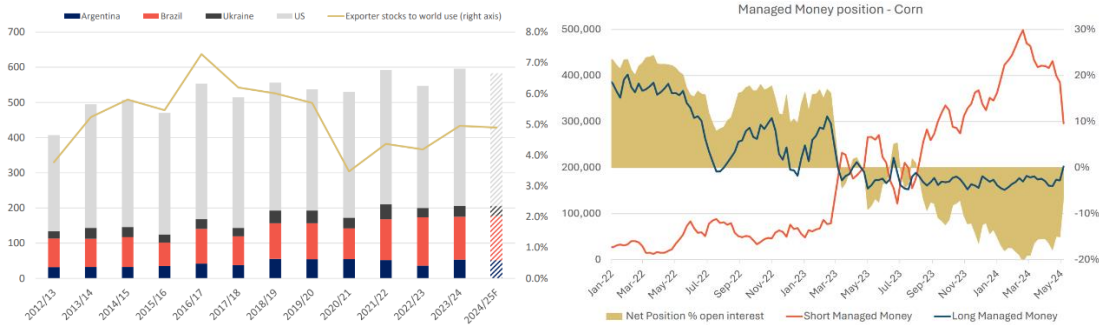 Argentina Brazil Ukraine US Exporter stocks to world use (right axis)
700
600
500
400
300
200
100
0
8.0%
7.0%
6.0%
5.0%
4.0%
3.0%
2.0%
1.0%
0.0%
2012/13
2013/14
2014/15
2015/16
2016/17
2017/18
2018/19
2019/20
2020/21
2021/22
2022/23
2023/24
2024/25F
Managed Money position - Corn
500,000
400,000
300,000
200,000
100,000
0
30%
20%
10%
0%
-10%
-20%
Jan-22
Mar-22
May-22
Jul-22
Sep-22
Nov-22
Jan-23
Mar-23
May-23
Jul-23
Sep-23
Nov-23
Jan-24
Mar-24
May-24
Net Position % open interest Short Managed Money Long Managed Money